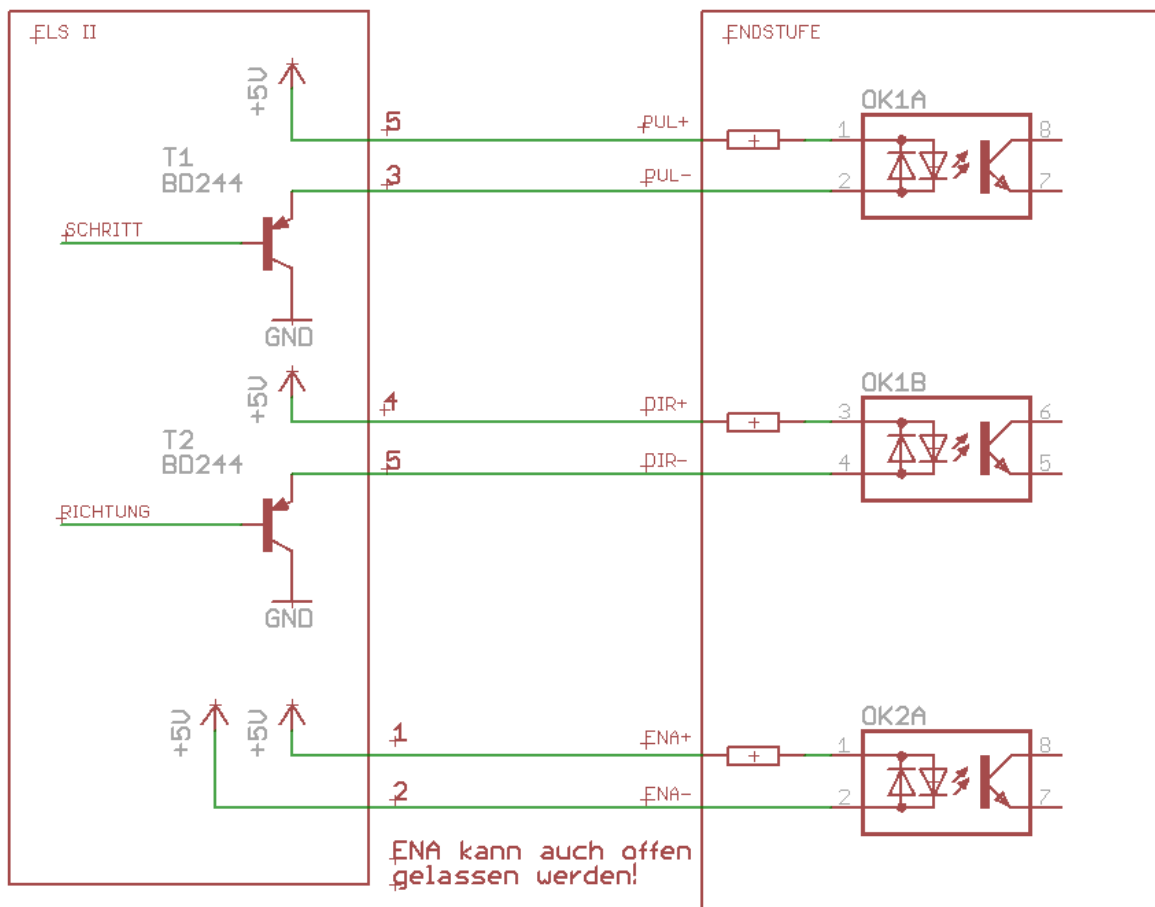 ELS II
ENDSTUFE
+5V
OK1A
5
PUL+
1
8
T1
BD244
3
PUL-
2
7
SCHRITT
GND
+5V
OK1B
4
DIR+
3
6
T2
BD244
5
DIR-
4
5
RICHTUNG
GND
+5V
+5V
OK2A
1
ENA+
1
8
2
ENA-
2
7
ENA kann auch offen
gelassen werden!